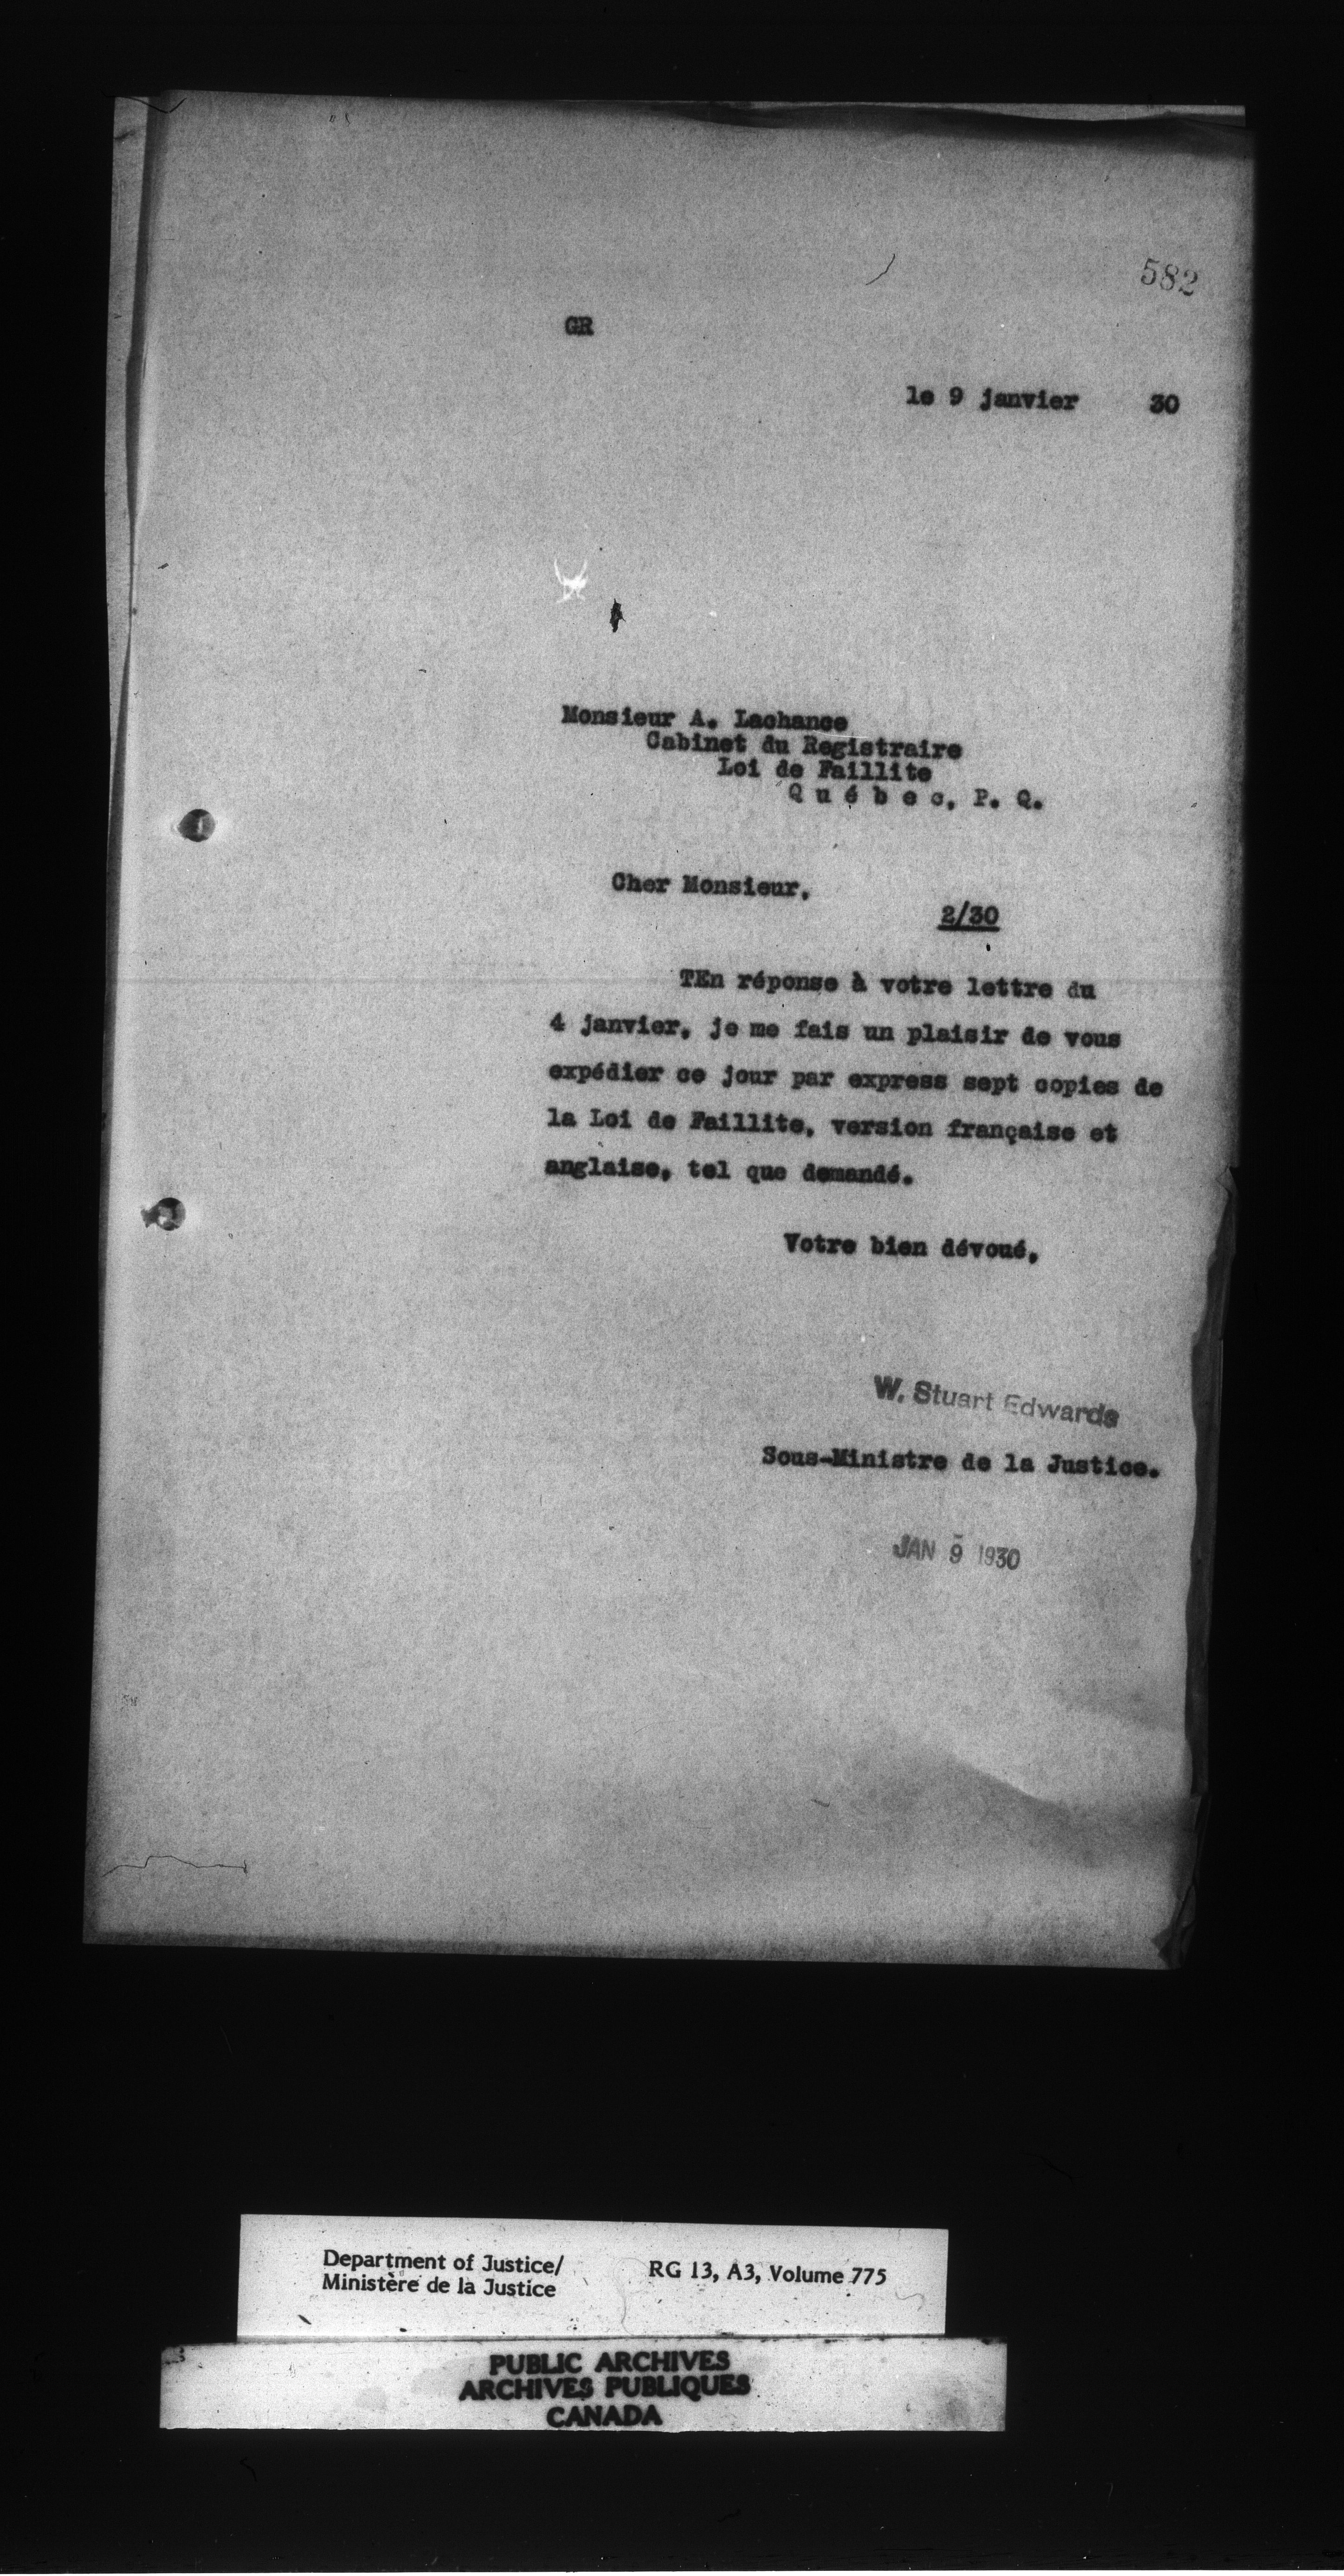 582
GR
le 9 janvier 30
Monsieur A. Lachance
Cabinet du Registraire
Loi de Faillite
Québec, P. Q.
Cher Monsieur,
2/30
TEn réponse à votre lettre du
4 janvier, je me fais un plaisir de vous
expédier ce jour par express sept copies de
la Loi de Faillite, version française et
anglaise, tel que demandé.
Votre bien dévoué,
W. Stuart Edwards
Sous-Ministre de la Justice.
JAN 9 1930
Department of Justice/ RG 13, A3, Volume 775
Ministère de la Justice
PUBLIC ARCHIVES
ARCHIVES PUBLIQUES
CANADA